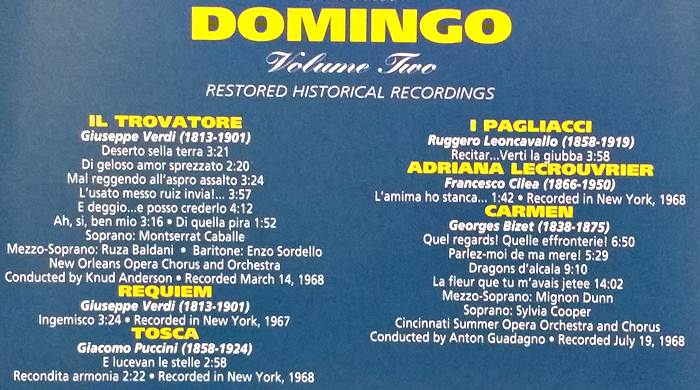 DOMINGO
Volume Two
RESTORED HISTORICAL RECORDINGS
IL TROVATORE
Giuseppe Verdi (1813-1901)
Deserto sella terra 3:21
Di geloso amor sprezzato 2:20
Mal reggendo all'aspro assalto 3:24
L'usato messo ruiz invia!... 3:57
E deggio...e posso crederlo 4:12
Ah, sì, ben mio 3:16 • Di quella pira 1:52
Soprano: Montserrat Caballe
Mezzo-Soprano: Ruza Baldani • Baritone: Enzo Sordello
New Orleans Opera Chorus and Orchestra
Conducted by Knud Anderson • Recorded March 14, 1968
REQUIEM
Giuseppe Verdi (1813-1901)
Ingemisco 3:24 • Recorded in New York, 1967
TOSCA
Giacomo Puccini (1858-1924)
E lucevan le stelle 2:58
Recondita armonia 2:22 • Recorded in New York, 1968
I PAGLIACCI
Ruggero Leoncavallo (1858-1919)
Recitar...Verti la giubba 3:58
ADRIANA LECROUVRIER
Francesco Cilea (1866-1950)
L'amima ho stanca... 1:42 • Recorded in New York, 1968
CARMEN
Georges Bizet (1838-1875)
Quel regards! Quelle effronterie! 6:50
Parlez-moi de ma mere! 5:29
Dragons d'alcala 9:10
La fleur que tu m'avais jetee 14:02
Mezzo-Soprano: Mignon Dunn
Soprano: Sylvia Cooper
Cincinnati Summer Opera Orchestra and Chorus
Conducted by Anton Guadagno • Recorded July 19, 1968